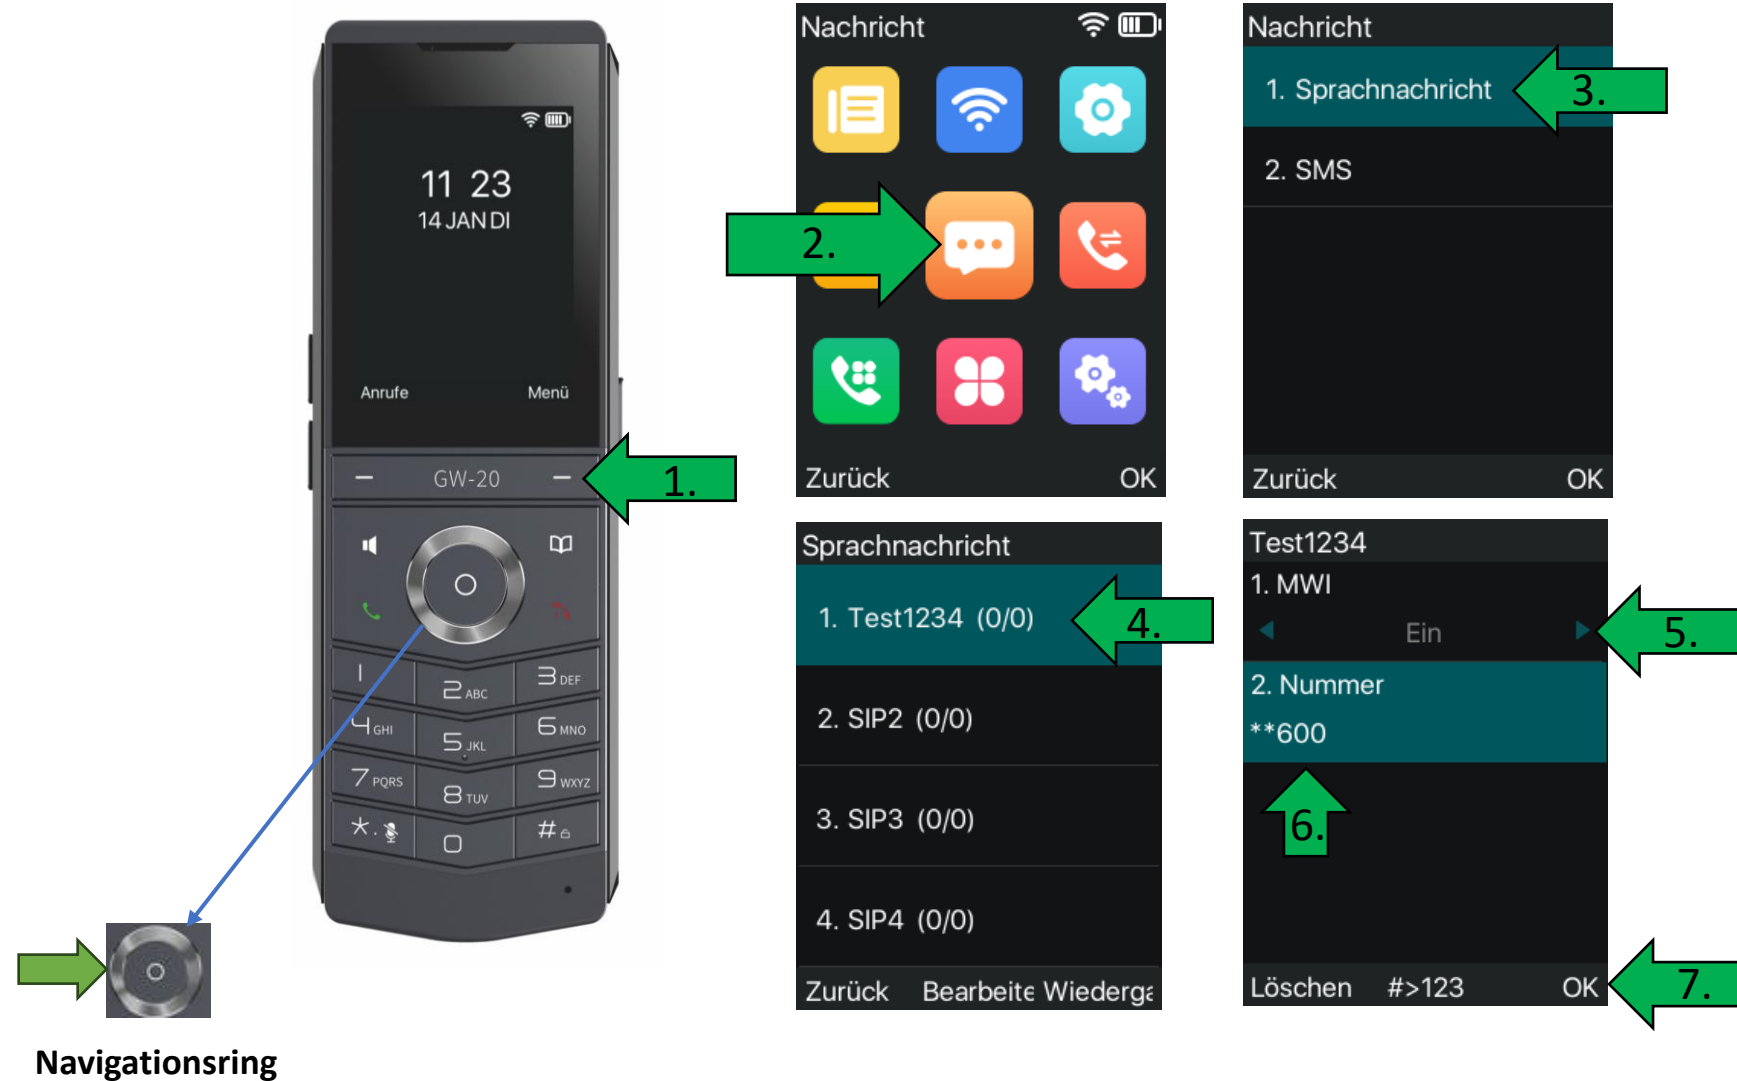 11 23
14 JAN DI
Anrufe Menü
GW-20
1
2 ABC
3 DEF
4 GHI
5 JKL
6 MNO
7 PQRS
8 TUV
9 WXYZ
*.
0
#
1.
Navigationsring
Nachricht
2.
Zurück OK
Nachricht
1. Sprachnachricht
3.
2. SMS
Zurück OK
Sprachnachricht
1. Test1234 (0/0)
4.
2. SIP2 (0/0)
3. SIP3 (0/0)
4. SIP4 (0/0)
Zurück Bearbeite Wiederga
Test1234
1. MWI
Ein
5.
2. Nummer
**600
6.
Löschen #>123 OK
7.